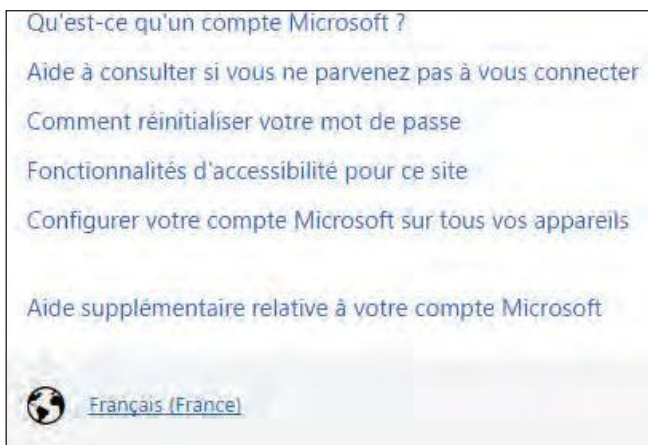 Qu'est-ce qu'un compte Microsoft ?
Aide à consulter si vous ne parvenez pas à vous connecter
Comment réinitialiser votre mot de passe
Fonctionnalités d'accessibilité pour ce site
Configurer votre compte Microsoft sur tous vos appareils
Aide supplémentaire relative à votre compte Microsoft
Français (France)